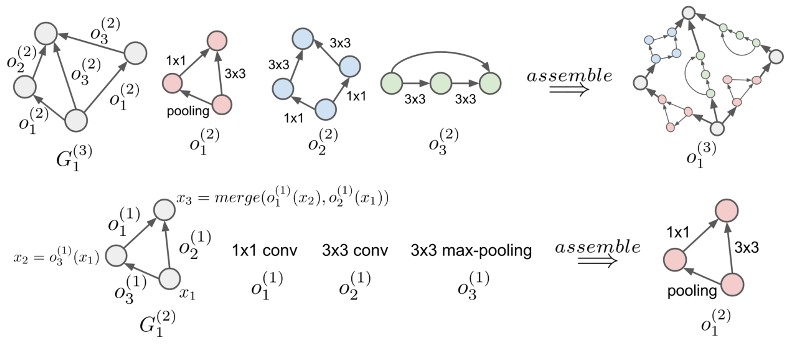 o_3^{(2)}
o_2^{(2)}
o_3^{(2)}
o_1^{(2)}
o_1^{(2)}
G_1^{(3)}
1x1
3x3
pooling
o_1^{(2)}
3x3
3x3
1x1
1x1
o_2^{(2)}
3x3
3x3
o_3^{(2)}
assemble
⟹
o_1^{(3)}
x_3 = merge(o_1^{(1)}(x_2), o_2^{(1)}(x_1))
o_1^{(1)}
x_2 = o_3^{(1)}(x_1)
o_2^{(1)}
o_3^{(1)}
x_1
G_1^{(2)}
1x1 conv
o_1^{(1)}
3x3 conv
o_2^{(1)}
3x3 max-pooling
o_3^{(1)}
assemble
⟹
1x1
3x3
pooling
o_1^{(2)}